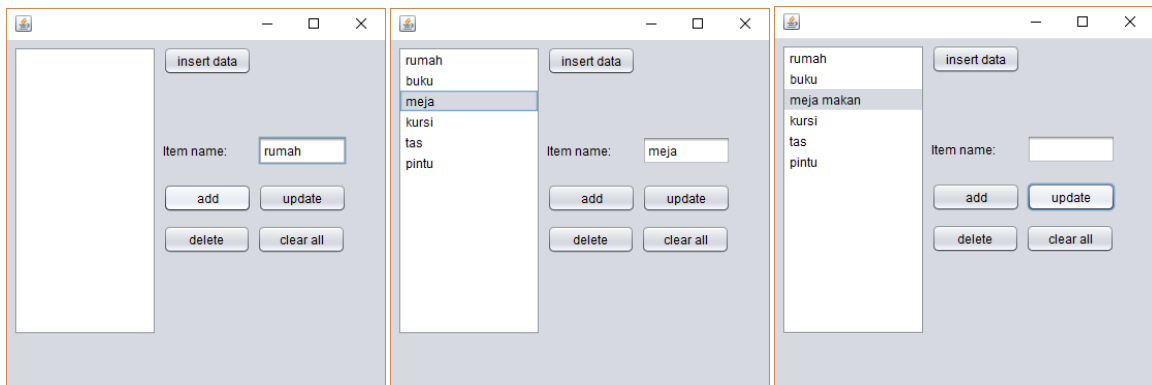 insert data
Item name:
rumah
add
update
delete
clear all
rumah
buku
meja
kursi
tas
pintu
insert data
Item name:
meja
add
update
delete
clear all
rumah
buku
meja makan
kursi
tas
pintu
insert data
Item name:
add
update
delete
clear all